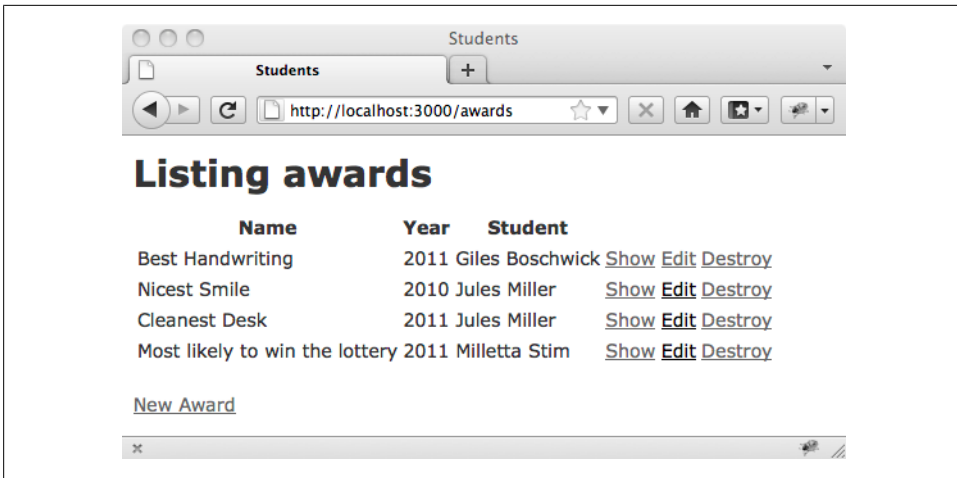 Students
Students
http://localhost:3000/awards
Listing awards
Name Year Student
Best Handwriting 2011 Giles Boschwick Show Edit Destroy
Nicest Smile 2010 Jules Miller Show Edit Destroy
Cleanest Desk 2011 Jules Miller Show Edit Destroy
Most likely to win the lottery 2011 Milletta Stim Show Edit Destroy
New Award